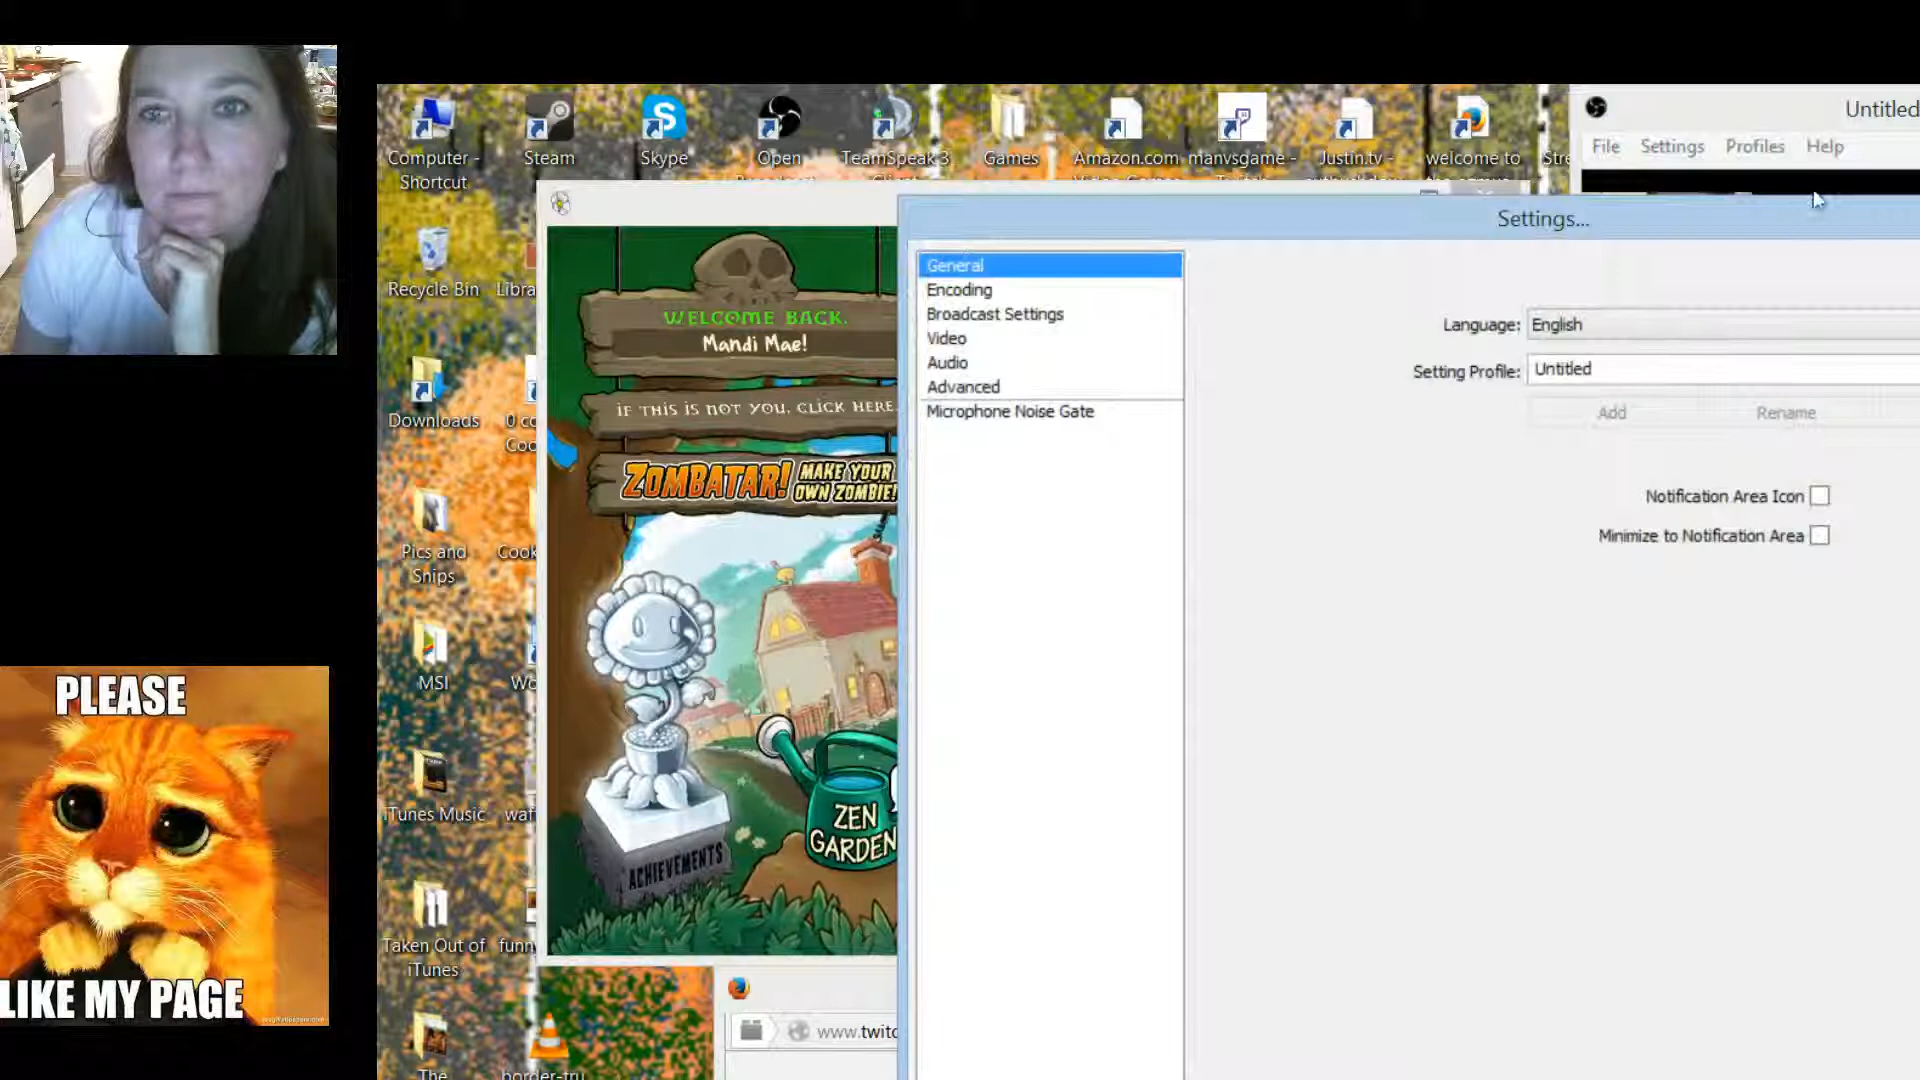 Computer -
Shortcut
Steam
Skype
Open
TeamSpeak 3
Games
Amazon.com
manvsgame -
Justin.tv -
welcome to
Untitled
File
Settings
Profiles
Help
Settings...
Recycle Bin
Downloads
Pics and
Snips
MSI
iTunes Music
Taken Out of
iTunes
The
WELCOME BACK,
Mandi Mae!
IF THIS IS NOT YOU, CLICK HERE.
ZOMBATAR! MAKE YOUR
OWN ZOMBIE!
ACHIEVEMENTS
ZEN
GARDEN
General
Encoding
Broadcast Settings
Video
Audio
Advanced
Microphone Noise Gate
Language: English
Setting Profile: Untitled
Add
Rename
Notification Area Icon
Minimize to Notification Area
www.twitc
PLEASE
LIKE MY PAGE